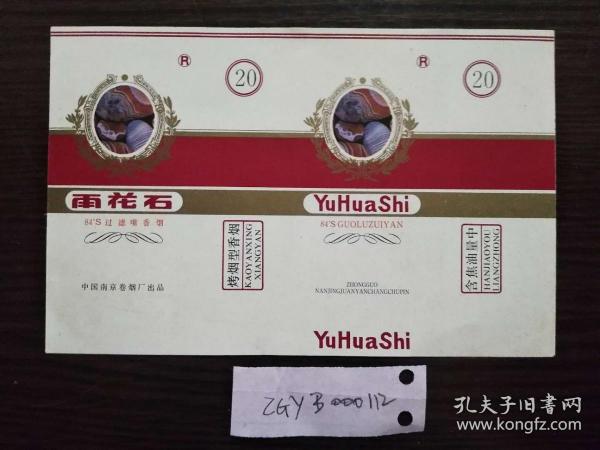 ®
20
雨花石
84'S 过滤嘴香烟
中国南京卷烟厂出品
烤烟型香烟
KAOYANXING
XIANGYAN
®
20
YuHuaShi
84'S GUOLUZUIYAN
ZHONGGUO
NANJINGJUANYANCHANGCHUPIN
YuHuaShi
含焦油量中
HANJIAOYOU
LIANGZHONG
ZGYB000112
孔夫子旧書网
www.kongfz.com